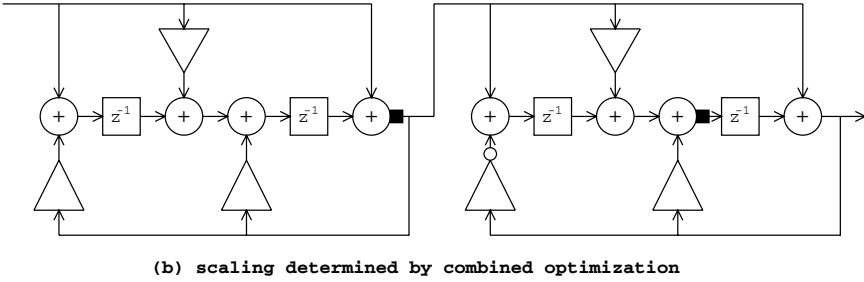 + z-1 + + z-1 + + z-1 + + z-1 +
(b) scaling determined by combined optimization